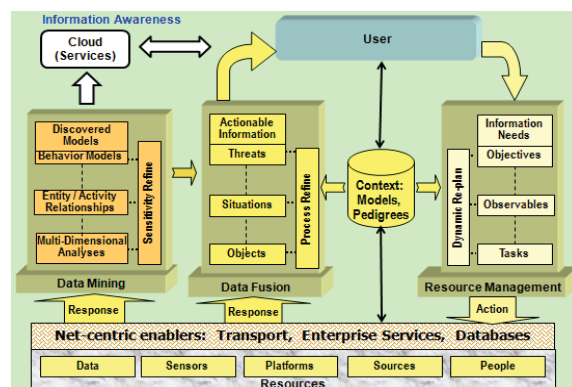 Information Awareness
Cloud
(Services)
User
Discovered
Models
Behavior Models
Entity / Activity
Relationships
Multi-Dimensional
Analyses
Sensitivity Refine
Data Mining
Actionable
Information
Threats
Situations
Objects
Process Refine
Data Fusion
Context:
Models,
Pedigrees
Information
Needs
Objectives
Observables
Tasks
Dynamic Re-plan
Resource Management
Response
Response
Action
Net-centric enablers: Transport, Enterprise Services, Databases
Data
Sensors
Platforms
Sources
People
Resources